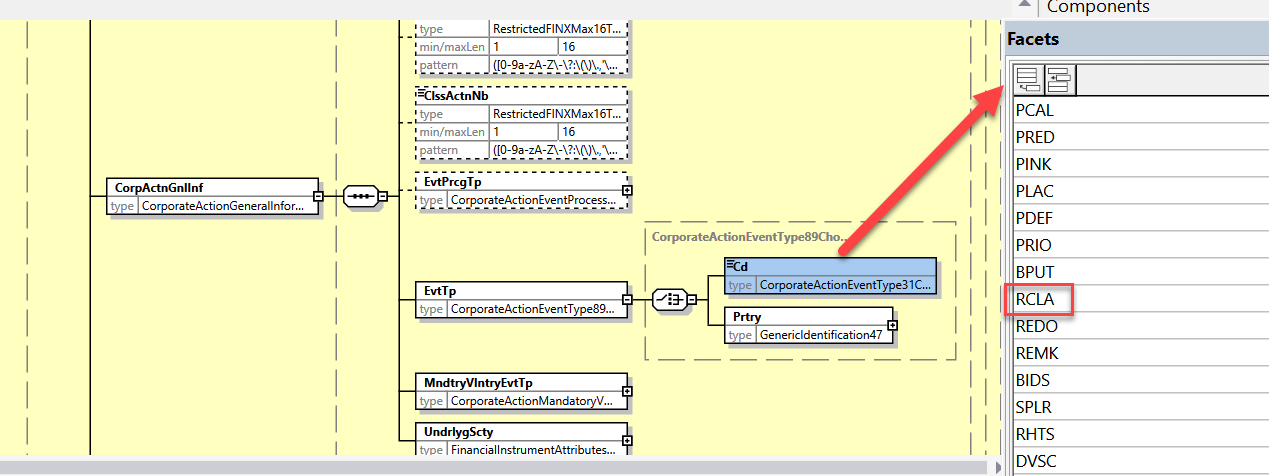 Components
Facets
type RestrictedFINXMax16T...
min/maxLen 1 16
pattern ([0-9a-zA-Z\-\?:\(\)\.,'\...
ClssActnNb
type RestrictedFINXMax16T...
min/maxLen 1 16
pattern ([0-9a-zA-Z\-\?:\(\)\.,'\...
CorpActnGnlInf
type CorporateActionGeneralInfor...
EvtPrcgTp
type CorporateActionEventProcess...
CorporateActionEventType89Cho...
Cd
type CorporateActionEventType31C...
EvtTp
type CorporateActionEventType89...
Prtry
type GenericIdentification47
MndtryVlntryEvtTp
type CorporateActionMandatoryV...
UndrlygScty
type FinancialInstrumentAttributes...
PCAL
PRED
PINK
PLAC
PDEF
PRIO
BPUT
RCLA
REDO
REMK
BIDS
SPLR
RHTS
DVSC